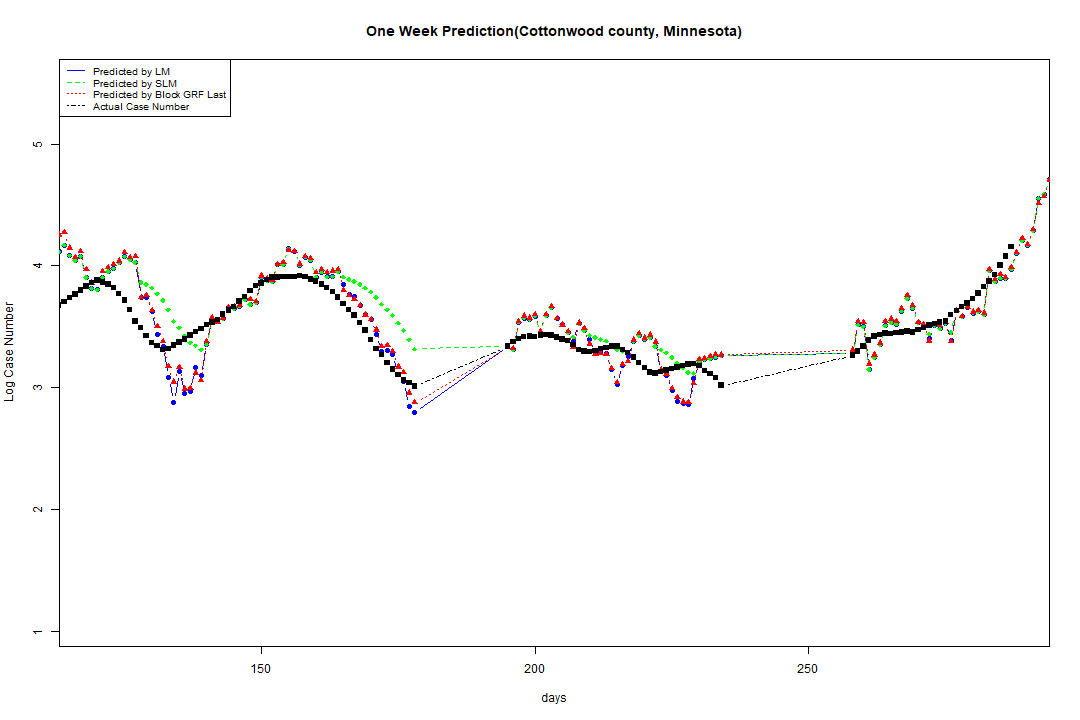 One Week Prediction(Cottonwood county, Minnesota)
Predicted by LM
Predicted by SLM
Predicted by Block GRF Last
Actual Case Number
5
4
3
2
1
Log Case Number
150
200
250
days